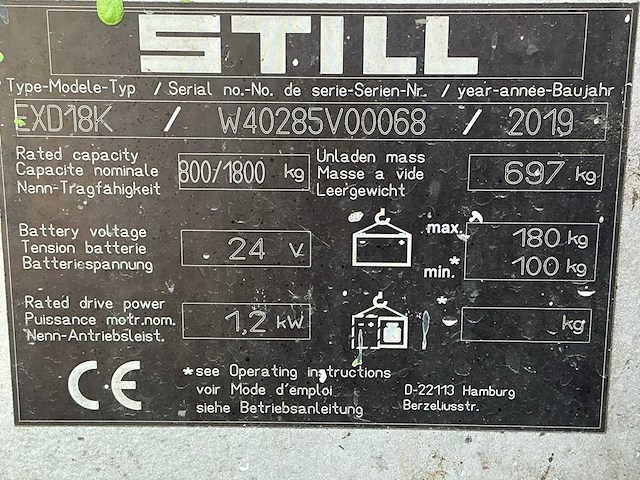 STILL
Type-Modele-Typ / Serial no.-No. de serie-Serien-Nr. / year-année-Baujahr
EXD18K / W40285V00068 / 2019
Rated capacity
Capacite nominale
Nenn-Tragfähigkeit
800/1800 kg
Unladen mass
Masse a vide
Leergewicht
697 kg
Battery voltage
Tension batterie
Batteriespannung
24 V
max. 180 kg
*
min. 100 kg
Rated drive power
Puissance motr.nom.
Nenn-Antriebsleist.
1,2 kW
*
kg
CE
*see Operating instructions
voir Mode d'emploi
siehe Betriebsanleitung
D-22113 Hamburg
Berzeliusstr.